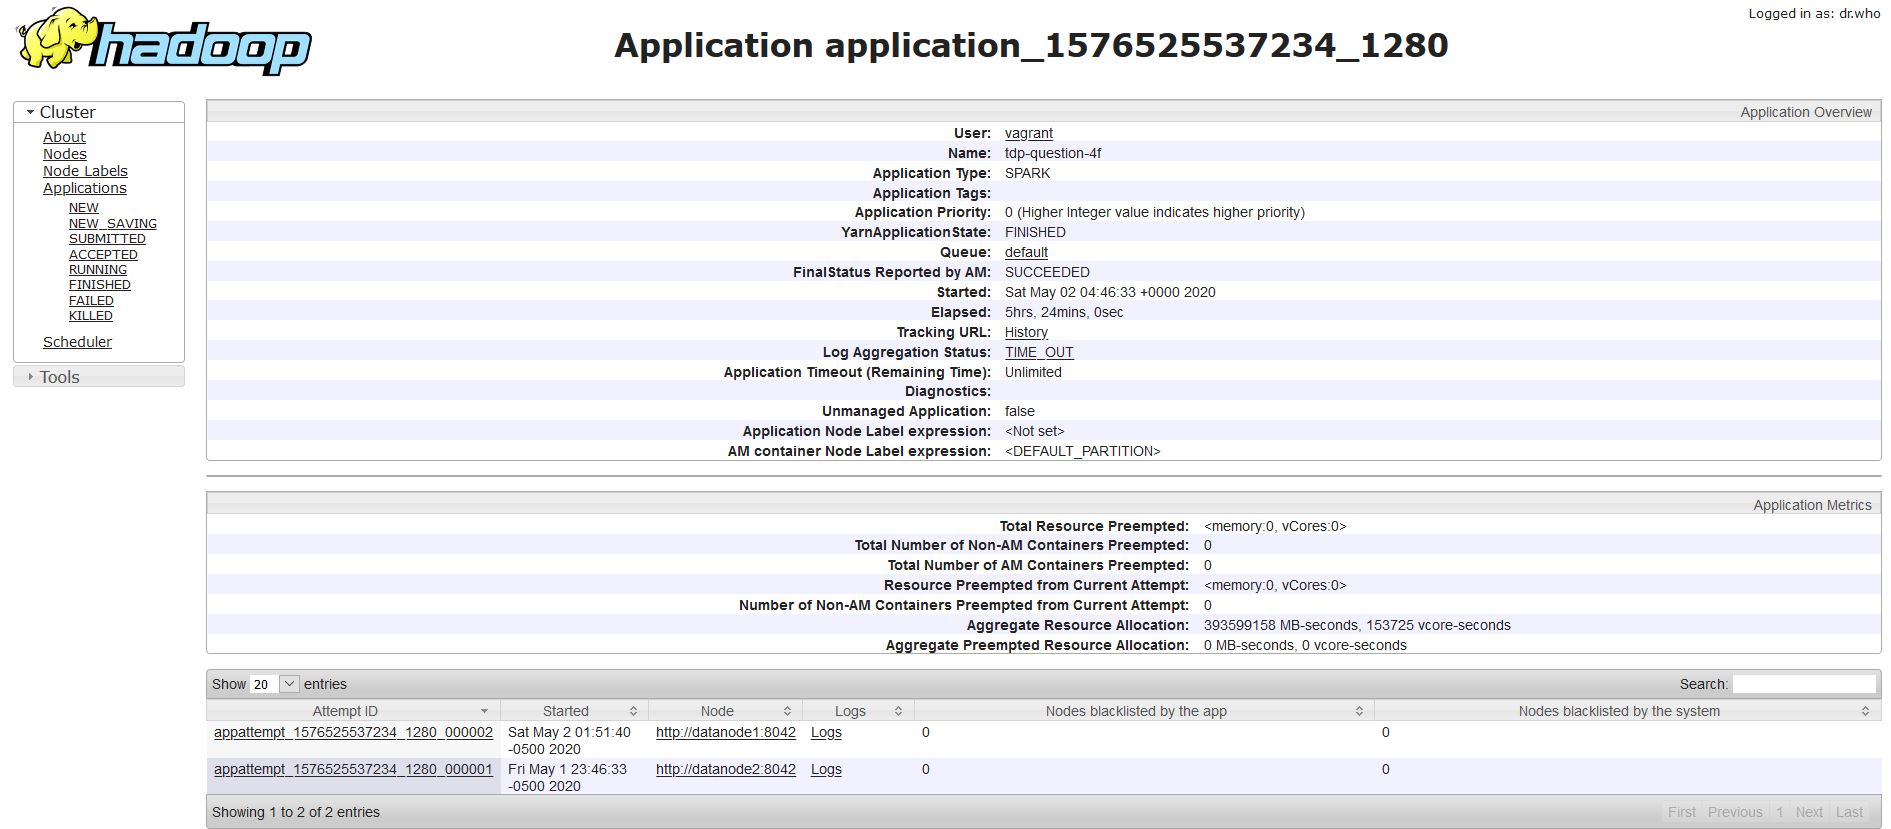 hadoop
Logged in as: dr.who
Application application_1576525537234_1280
Cluster
About
Nodes
Node Labels
Applications
NEW
NEW_SAVING
SUBMITTED
ACCEPTED
RUNNING
FINISHED
FAILED
KILLED
Scheduler
Tools
Application Overview
User: vagrant
Name: tdp-question-4f
Application Type: SPARK
Application Tags:
Application Priority: 0 (Higher Integer value indicates higher priority)
YarnApplicationState: FINISHED
Queue: default
FinalStatus Reported by AM: SUCCEEDED
Started: Sat May 02 04:46:33 +0000 2020
Elapsed: 5hrs, 24mins, 0sec
Tracking URL: History
Log Aggregation Status: TIME_OUT
Application Timeout (Remaining Time): Unlimited
Diagnostics:
Unmanaged Application: false
Application Node Label expression: <Not set>
AM container Node Label expression: <DEFAULT_PARTITION>
Application Metrics
Total Resource Preempted: <memory:0, vCores:0>
Total Number of Non-AM Containers Preempted: 0
Total Number of AM Containers Preempted: 0
Resource Preempted from Current Attempt: <memory:0, vCores:0>
Number of Non-AM Containers Preempted from Current Attempt: 0
Aggregate Resource Allocation: 393599158 MB-seconds, 153725 vcore-seconds
Aggregate Preempted Resource Allocation: 0 MB-seconds, 0 vcore-seconds
Show 20 entries Search:
Attempt ID Started Node Logs Nodes blacklisted by the app Nodes blacklisted by the system
appattempt_1576525537234_1280_000002 Sat May 2 01:51:40 http://datanode1:8042 Logs 0 0
-0500 2020
appattempt_1576525537234_1280_000001 Fri May 1 23:46:33 http://datanode2:8042 Logs 0 0
-0500 2020
Showing 1 to 2 of 2 entries First Previous 1 Next Last